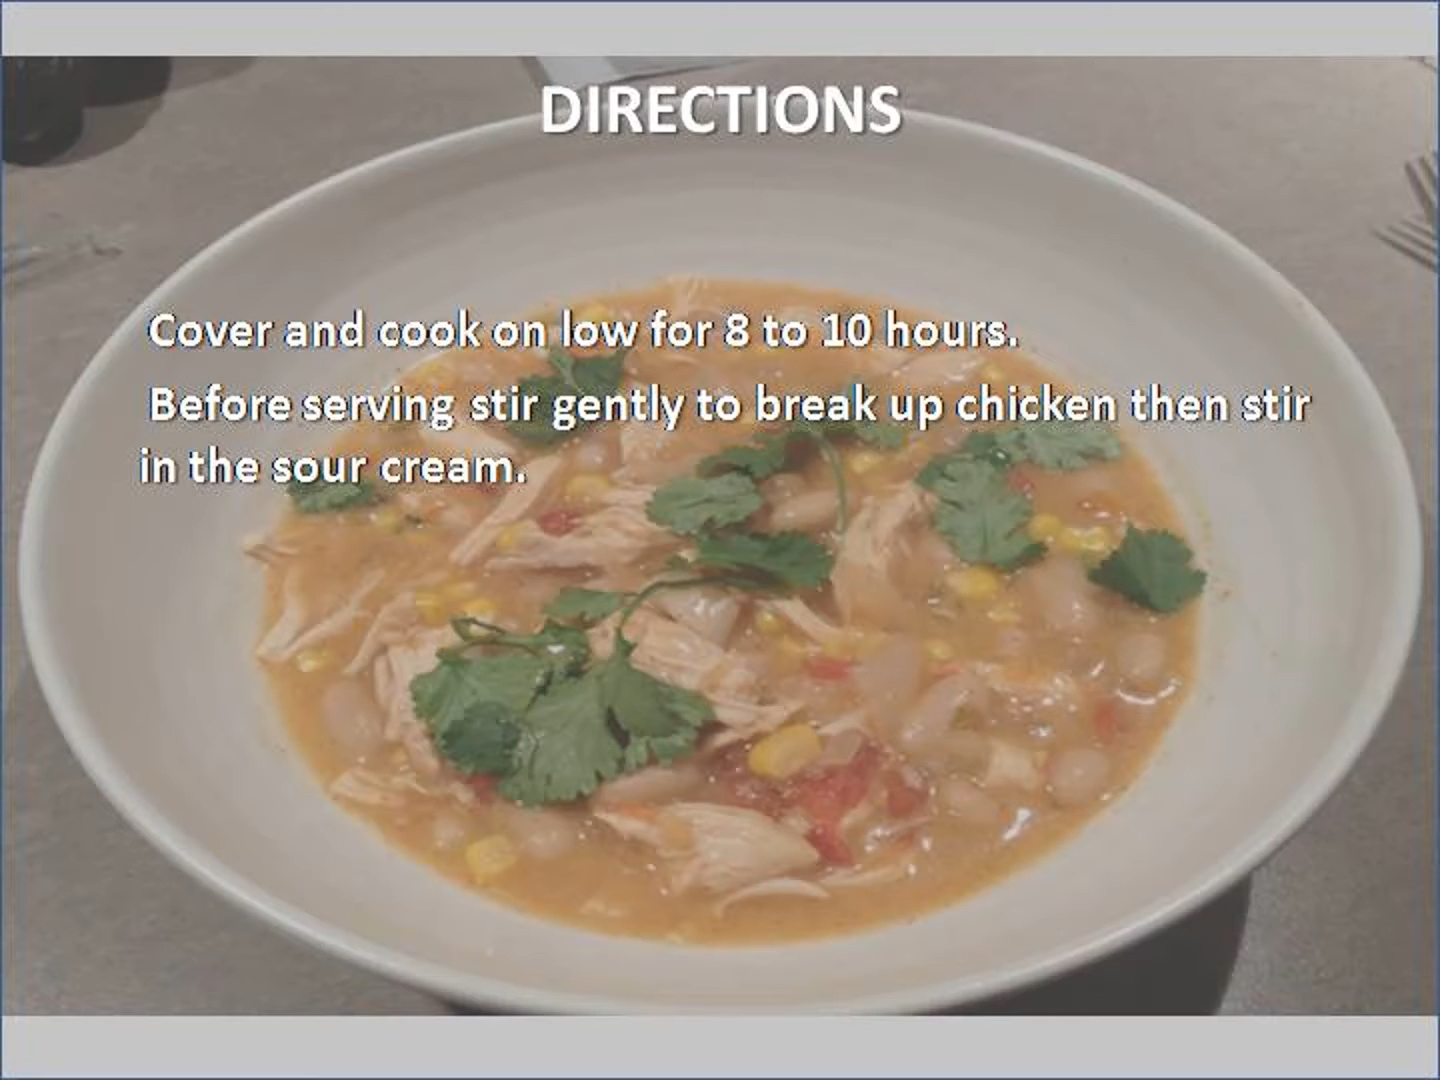 DIRECTIONS
Cover and cook on low for 8 to 10 hours.
Before serving stir gently to break up chicken then stir
in the sour cream.